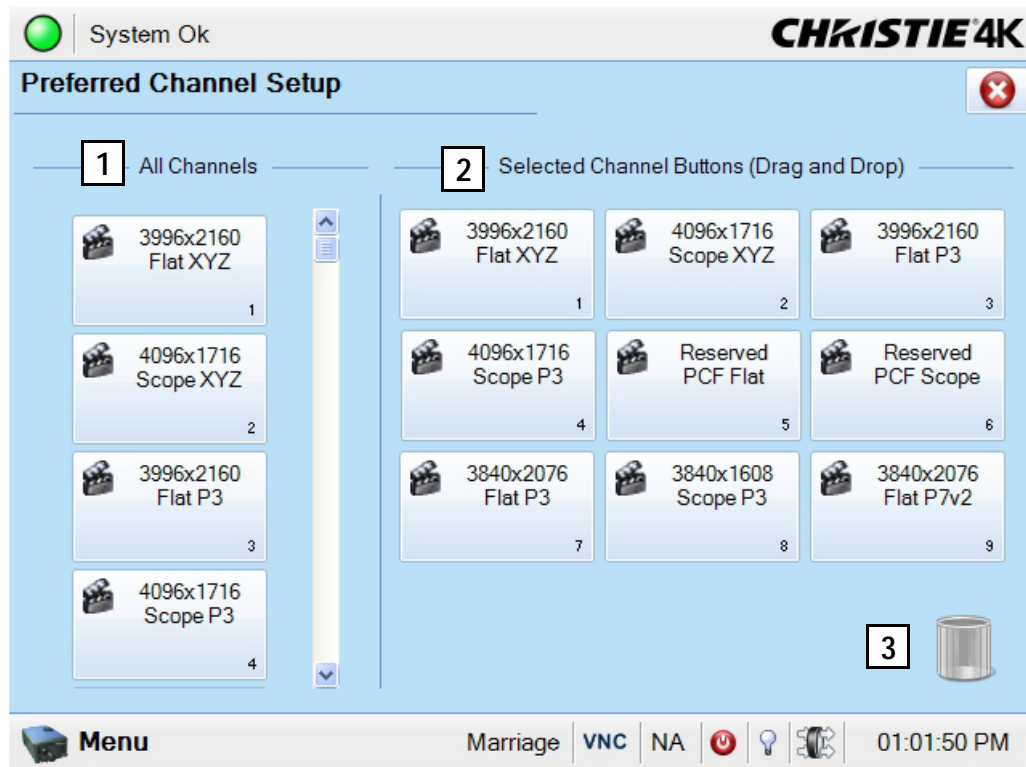 System Ok
CHRISTIE 4K
Preferred Channel Setup
1
All Channels
2
Selected Channel Buttons (Drag and Drop)
3996x2160
Flat XYZ
1
4096x1716
Scope XYZ
2
3996x2160
Flat P3
3
4096x1716
Scope P3
4
3996x2160
Flat XYZ
1
4096x1716
Scope XYZ
2
3996x2160
Flat P3
3
4096x1716
Scope P3
4
Reserved
PCF Flat
5
Reserved
PCF Scope
6
3840x2076
Flat P3
7
3840x1608
Scope P3
8
3840x2076
Flat P7v2
9
3
Menu
Marriage
VNC
NA
01:01:50 PM